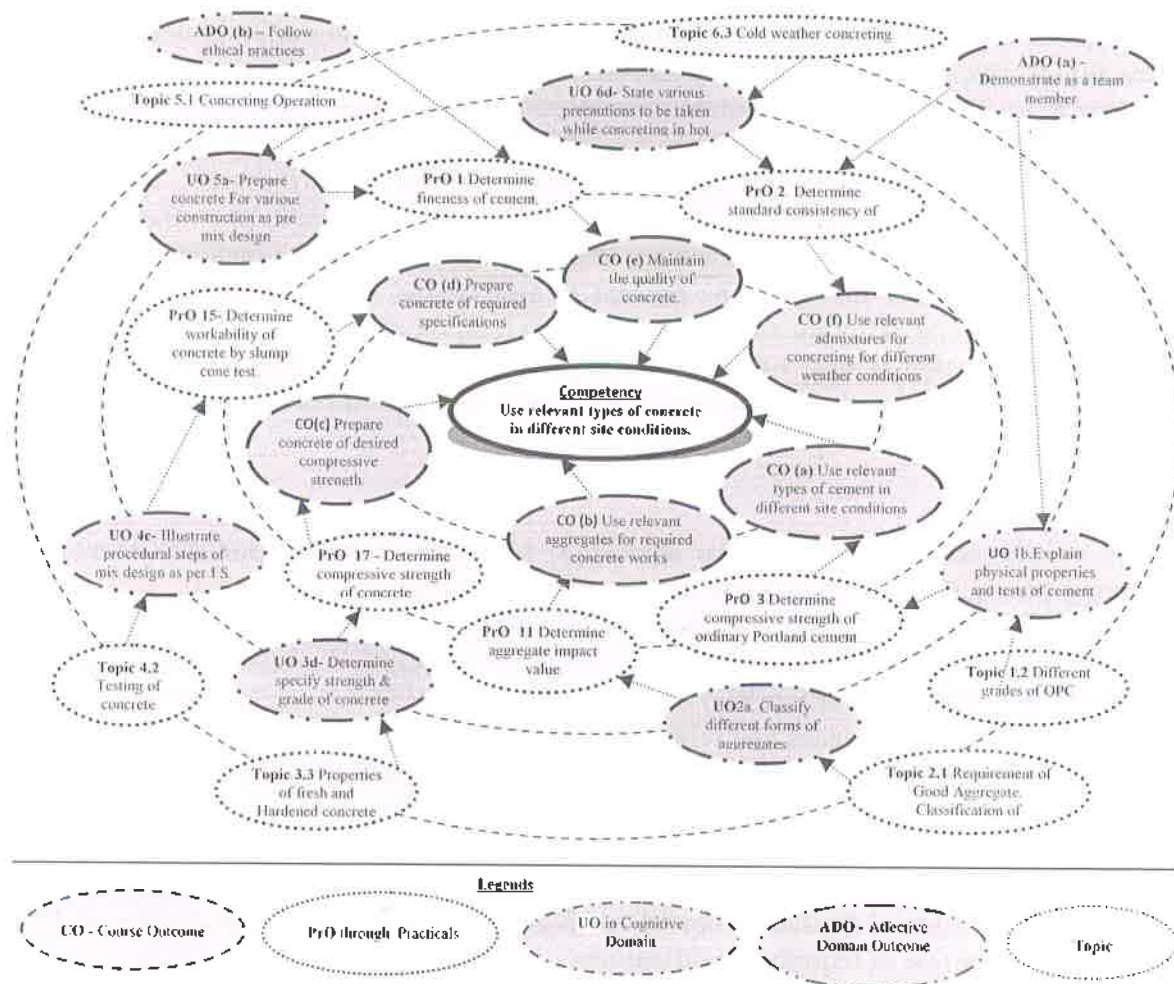 ADO (b) – Follow
ethical practices
Topic 6.3 Cold weather concreting
ADO (a) -
Demonstrate as a team
member
Topic 5.1 Concreting Operation
UO 6d- State various
precautions to be taken
while concreting in hot
UO 5a- Prepare
concrete For various
construction as pre
mix design
PrO 1 Determine
fineness of cement.
PrO 2 Determine
standard consistency of
CO (e) Maintain
the quality of
concrete.
CO (d) Prepare
concrete of required
specifications
PrO 15- Determine
workability of
concrete by slump
cone test
CO (f) Use relevant
admixtures for
concreting for different
weather conditions
Competency
Use relevant types of concrete
in different site conditions.
CO(c) Prepare
concrete of desired
compressive
strength
CO (a) Use relevant
types of cement in
different site conditions
CO (b) Use relevant
aggregates for required
concrete works
UO 4c- Illustrate
procedural steps of
mix design as per I.S.
PrO 17 - Determine
compressive strength
of concrete
UO 1b.Explain
physical properties
and tests of cement
PrO 3 Determine
compressive strength of
ordinary Portland cement
PrO 11 Determine
aggregate impact
value
UO 3d- Determine
specify strength &
grade of concrete
Topic 4.2
Testing of
concrete
Topic 1.2 Different
grades of OPC
UO2a. Classify
different forms of
aggregates
Topic 3.3 Properties
of fresh and
Hardened concrete
Topic 2.1 Requirement of
Good Aggregate.
Classification of
Legends
CO - Course Outcome
PrO through Practicals
UO in Cognitive
Domain
ADO - Affective
Domain Outcome
Topic